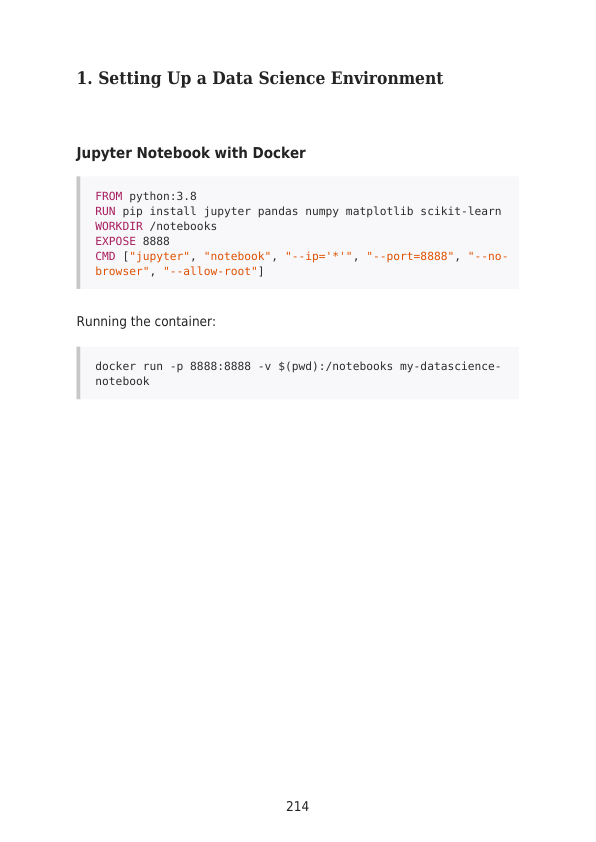 1. Setting Up a Data Science Environment
Jupyter Notebook with Docker
FROM python:3.8
RUN pip install jupyter pandas numpy matplotlib scikit-learn
WORKDIR /notebooks
EXPOSE 8888
CMD ["jupyter", "notebook", "--ip='*'", "--port=8888", "--no-
browser", "--allow-root"]
Running the container:
docker run -p 8888:8888 -v $(pwd):/notebooks my-datascience-
notebook
214